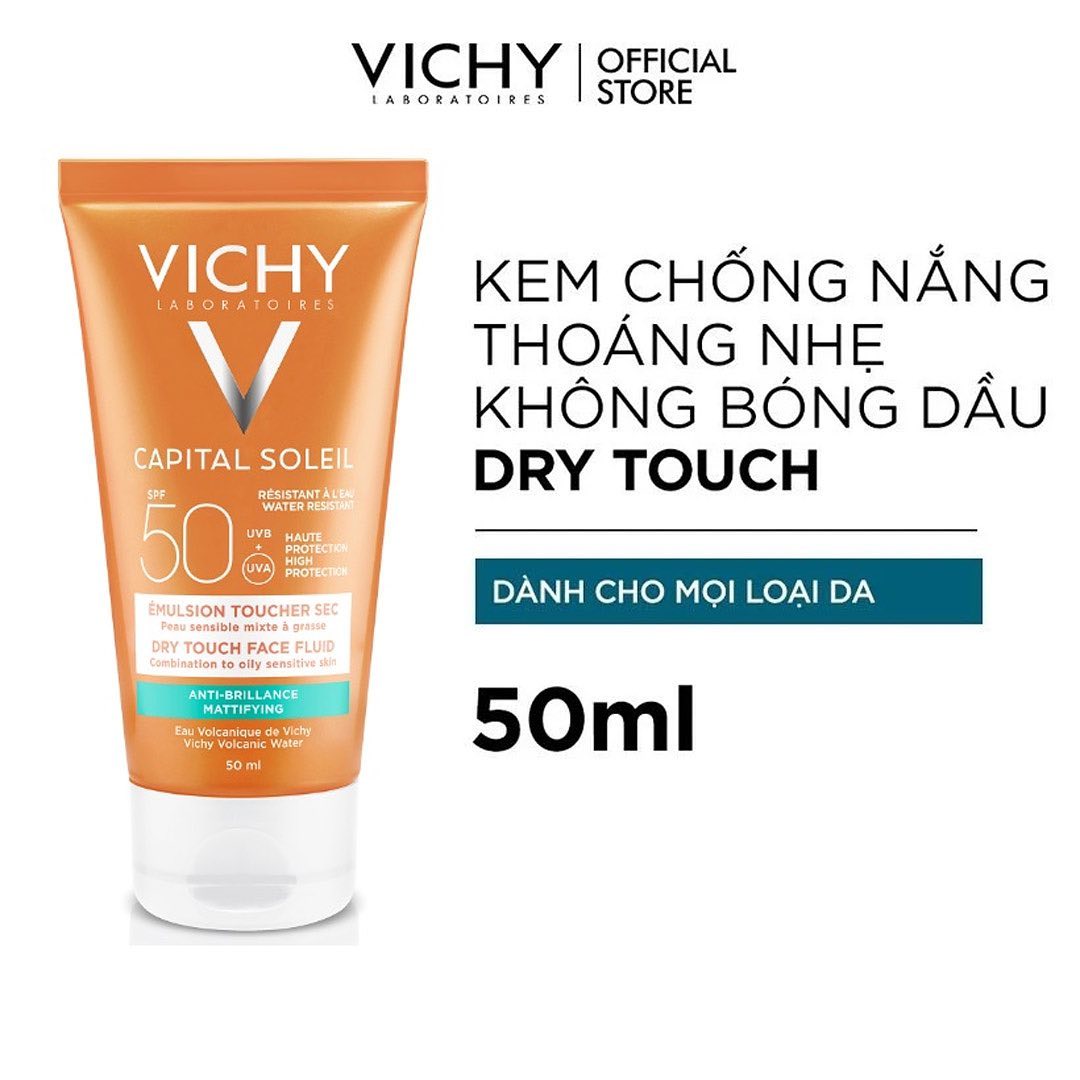 VICHY
LABORATOIRES
OFFICIAL
STORE
VICHY
LABORATOIRES
CAPITAL SOLEIL
SPF
50
RÉSISTANT À L'EAU
WATER RESISTANT
UVB
+
UVA
HAUTE
PROTECTION
HIGH
PROTECTION
ÉMULSION TOUCHER SEC
Peau sensible mixte à grasse
DRY TOUCH FACE FLUID
Combination to oily sensitive skin
ANTI-BRILLANCE
MATTIFYING
Eau Volcanique de Vichy
Vichy Volcanic Water
50 ml
KEM CHỐNG NẮNG
THOÁNG NHẸ
KHÔNG BÓNG DẦU
DRY TOUCH
DÀNH CHO MỌI LOẠI DA
50ml